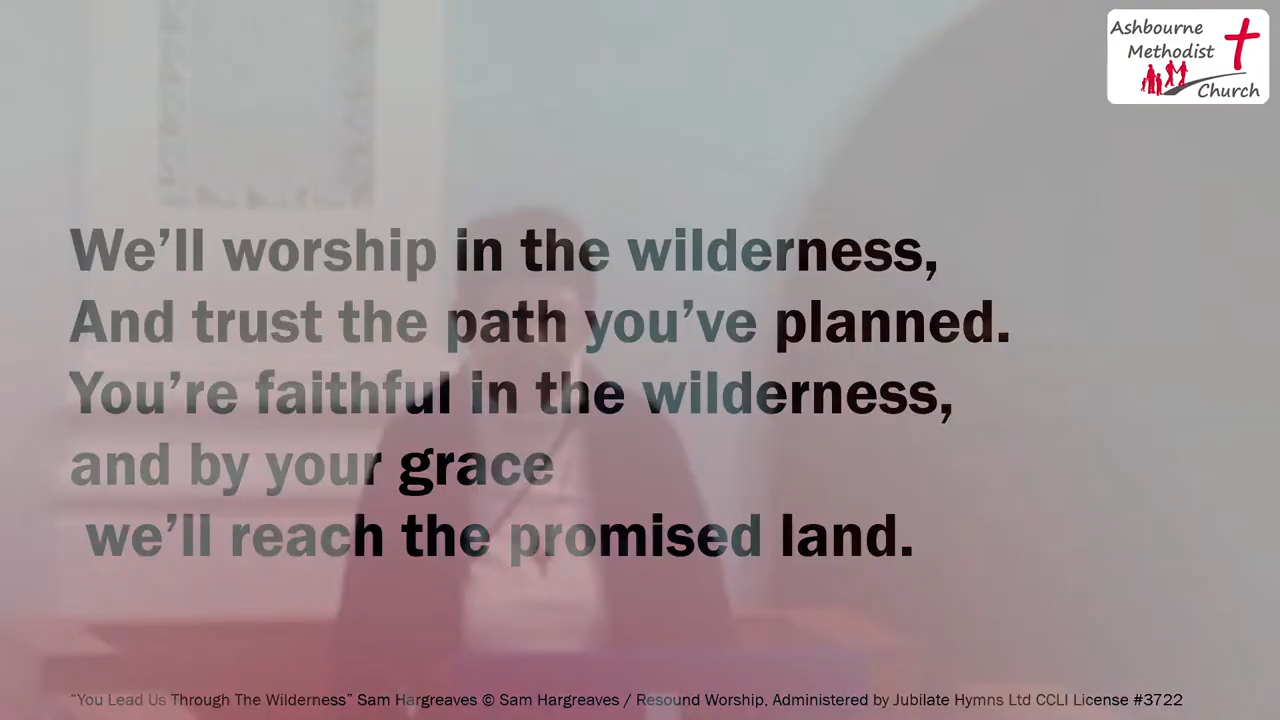 Ashbourne
Methodist
Church
We’ll worship in the wilderness,
And trust the path you’ve planned.
You’re faithful in the wilderness,
and by your grace
we’ll reach the promised land.
“You Lead Us Through The Wilderness” Sam Hargreaves © Sam Hargreaves / Resound Worship, Administered by Jubilate Hymns Ltd CCLI License #3722